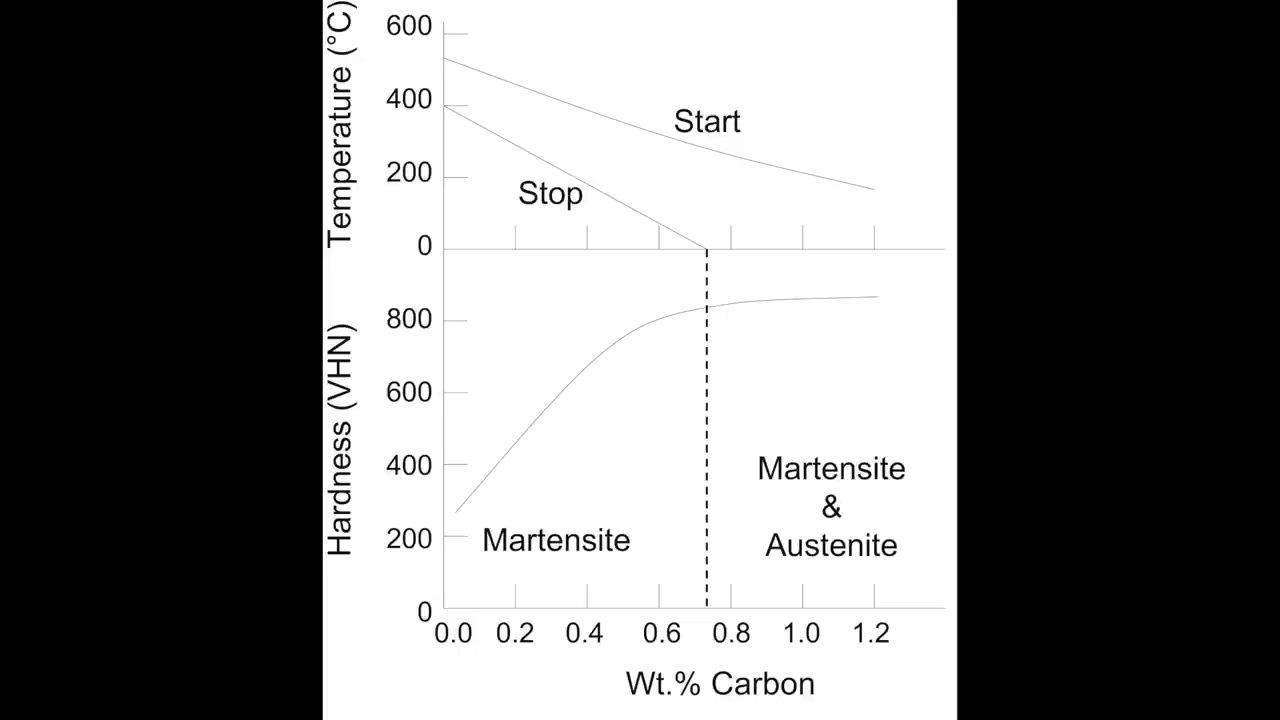 Temperature (°C)
600
400
200
0
Start
Stop
Hardness (VHN)
800
600
400
200
0
Martensite
Martensite
&
Austenite
0.0 0.2 0.4 0.6 0.8 1.0 1.2
Wt.% Carbon